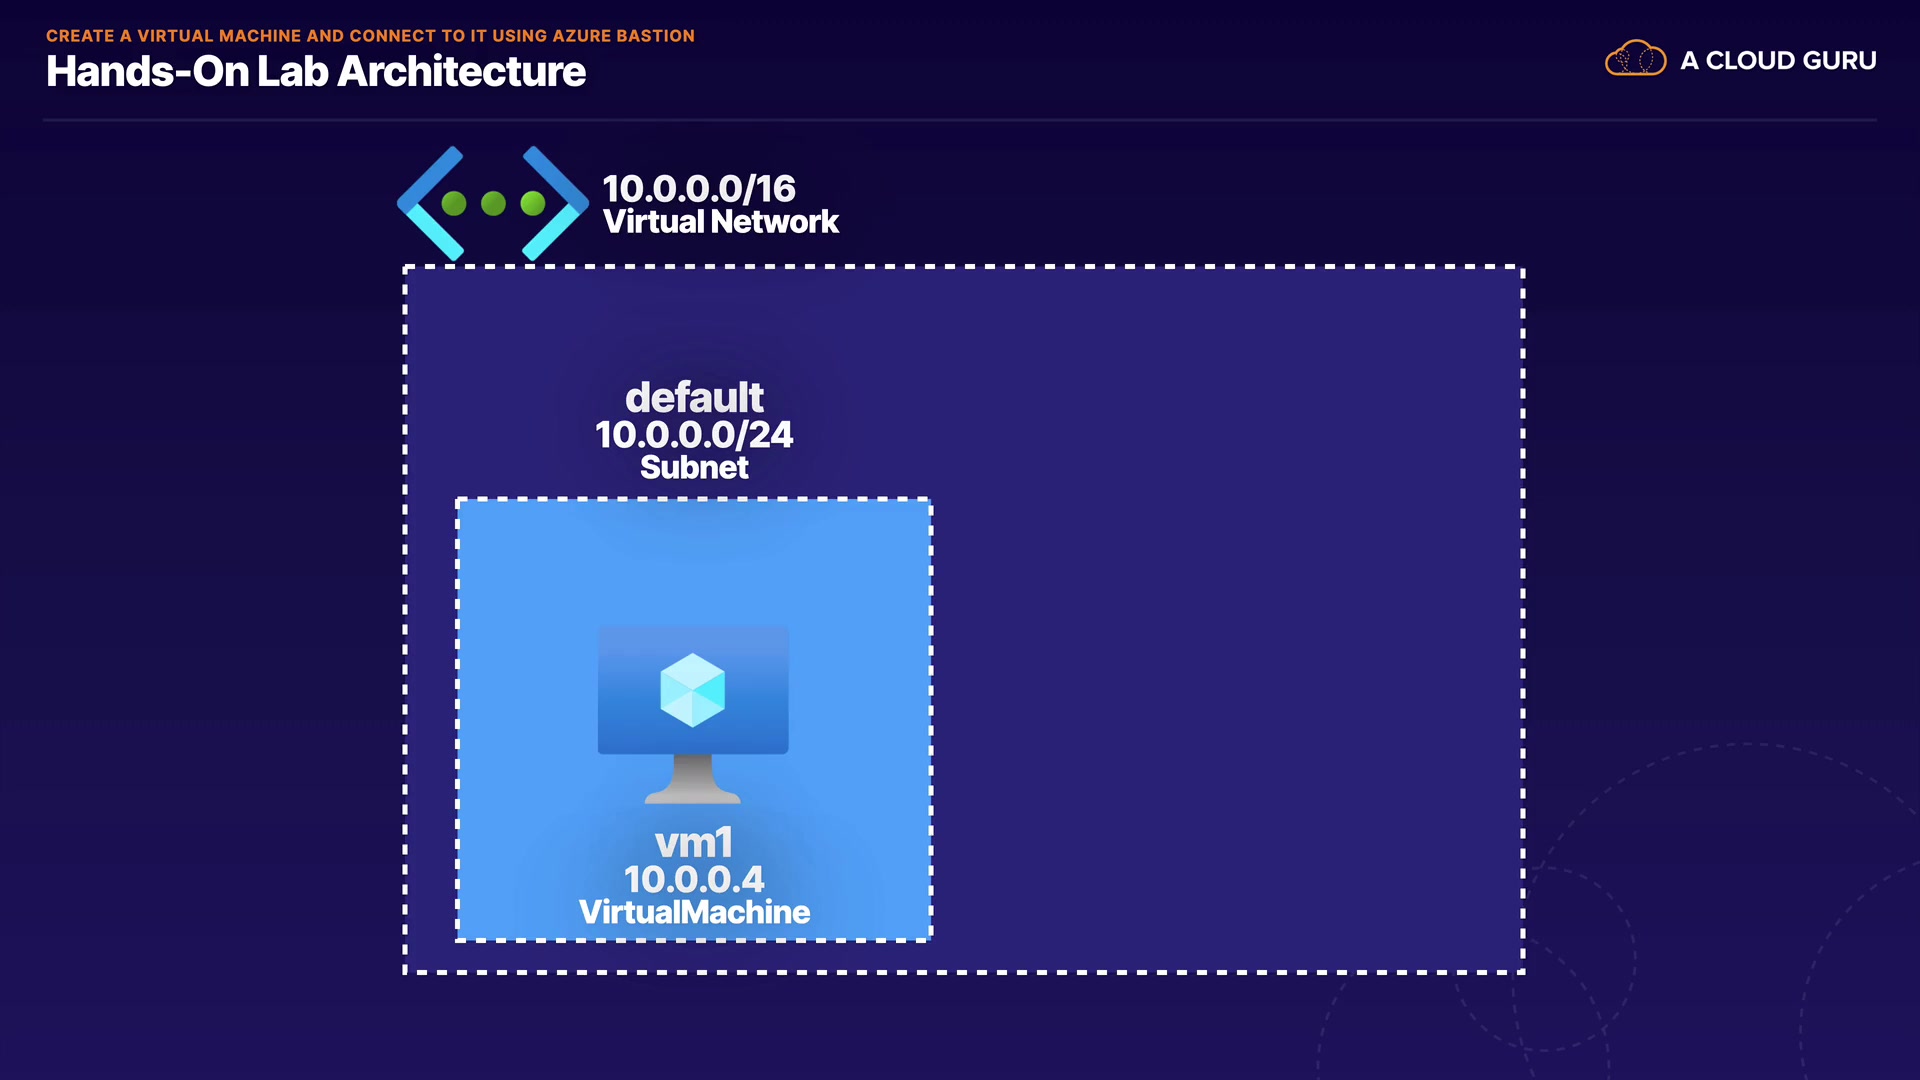 CREATE A VIRTUAL MACHINE AND CONNECT TO IT USING AZURE BASTION
Hands-On Lab Architecture
A CLOUD GURU
10.0.0.0/16
Virtual Network
default
10.0.0.0/24
Subnet
vm1
10.0.0.4
VirtualMachine